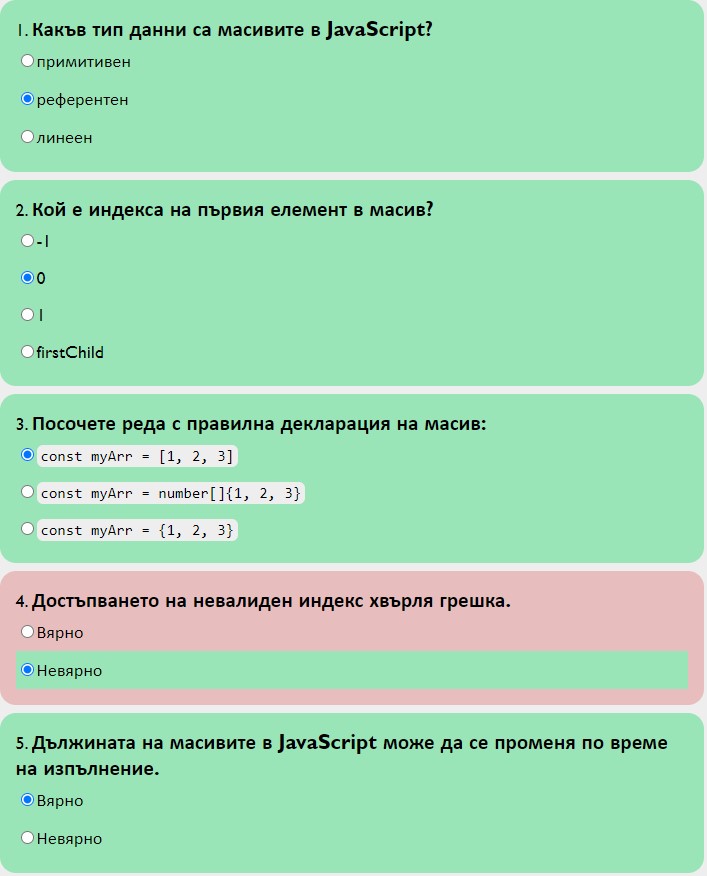 1. Какъв тип данни са масивите в JavaScript?
примитивен
референтен
линеен
2. Кой е индекса на първия елемент в масив?
-1
0
1
firstChild
3. Посочете реда с правилна декларация на масив:
const myArr = [1, 2, 3]
const myArr = number[]{1, 2, 3}
const myArr = {1, 2, 3}
4. Достъпването на невалиден индекс хвърля грешка.
Вярно
Невярно
5. Дължината на масивите в JavaScript може да се променя по време
на изпълнение.
Вярно
Невярно